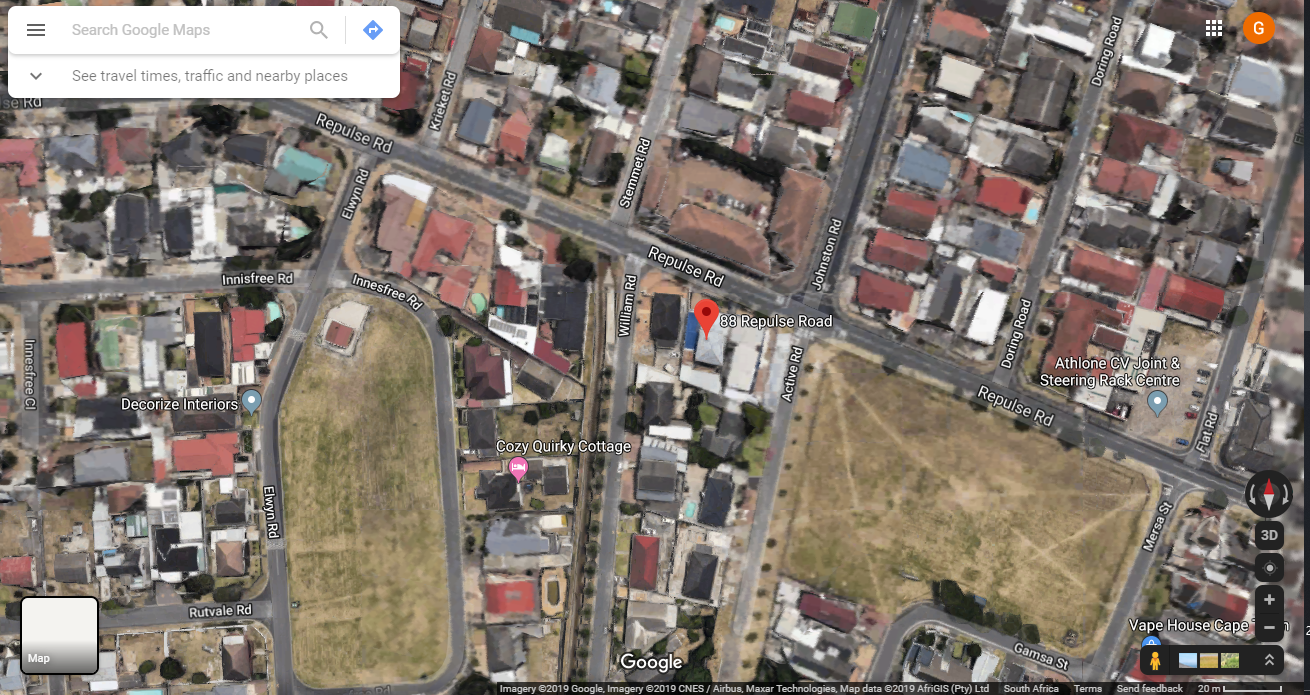 Search Google Maps
G
See travel times, traffic and nearby places
Doring Road
Krieket Rd
Repulse Rd
Stemmet Rd
Elwyn Rd
Johnston Rd
Repulse Rd
Innisfree Rd
Innesfree Rd
William Rd
88 Repulse Road
Doring Road
Innesfree Cl
Active Rd
Athlone CV Joint &
Steering Rack Centre
Decorize Interiors
Repulse Rd
Flat Rd
Cozy Quirky Cottage
Elwyn Rd
Mersa St
3D
Rutvale Rd
Vape House Cape
Gamsa St
Map
Google
Imagery ©2019 Google, Imagery ©2019 CNES / Airbus, Maxar Technologies, Map data ©2019 AfriGIS (Pty) Ltd
South Africa
Terms
Send feedback
20 m